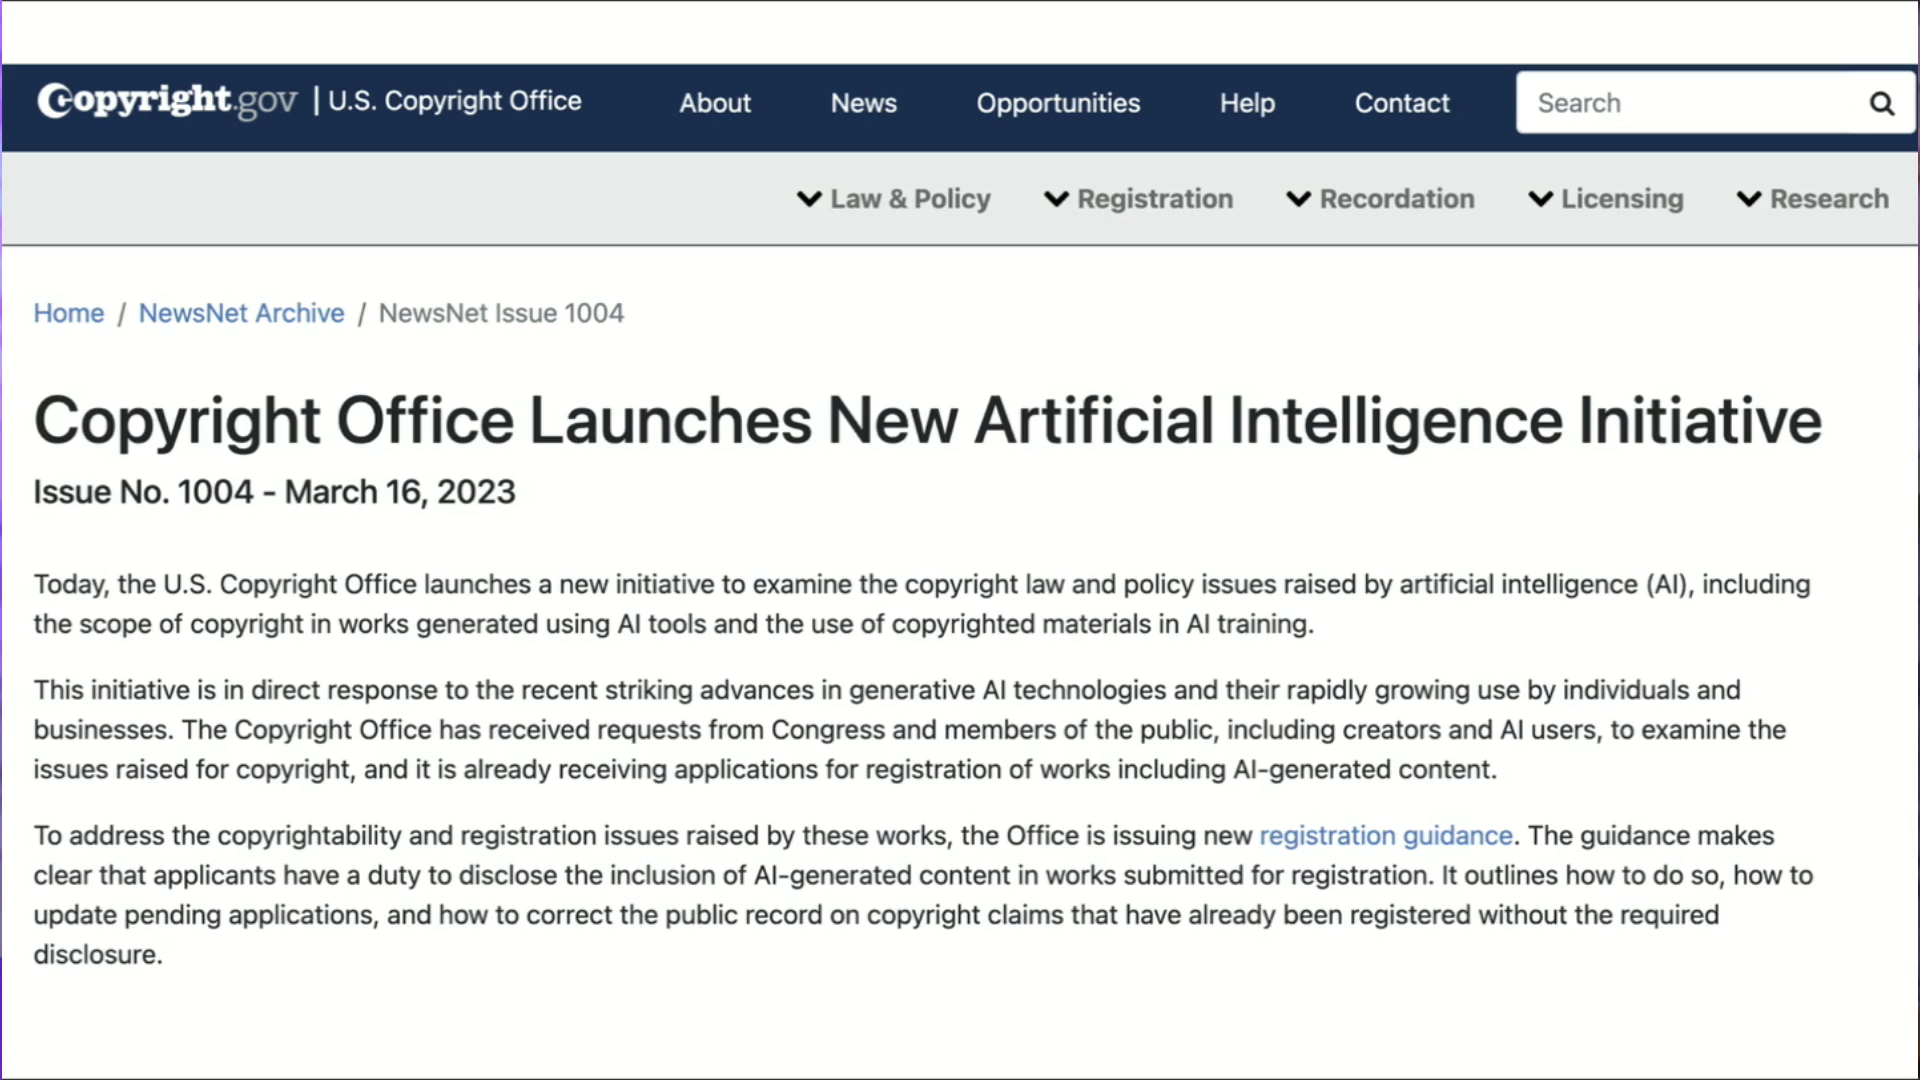 Copyright.gov | U.S. Copyright Office About News Opportunities Help Contact Search
Law & Policy Registration Recordation Licensing Research
Home / NewsNet Archive / NewsNet Issue 1004
Copyright Office Launches New Artificial Intelligence Initiative
Issue No. 1004 - March 16, 2023
Today, the U.S. Copyright Office launches a new initiative to examine the copyright law and policy issues raised by artificial intelligence (AI), including
the scope of copyright in works generated using AI tools and the use of copyrighted materials in AI training.
This initiative is in direct response to the recent striking advances in generative AI technologies and their rapidly growing use by individuals and
businesses. The Copyright Office has received requests from Congress and members of the public, including creators and AI users, to examine the
issues raised for copyright, and it is already receiving applications for registration of works including AI-generated content.
To address the copyrightability and registration issues raised by these works, the Office is issuing new registration guidance. The guidance makes
clear that applicants have a duty to disclose the inclusion of AI-generated content in works submitted for registration. It outlines how to do so, how to
update pending applications, and how to correct the public record on copyright claims that have already been registered without the required
disclosure.